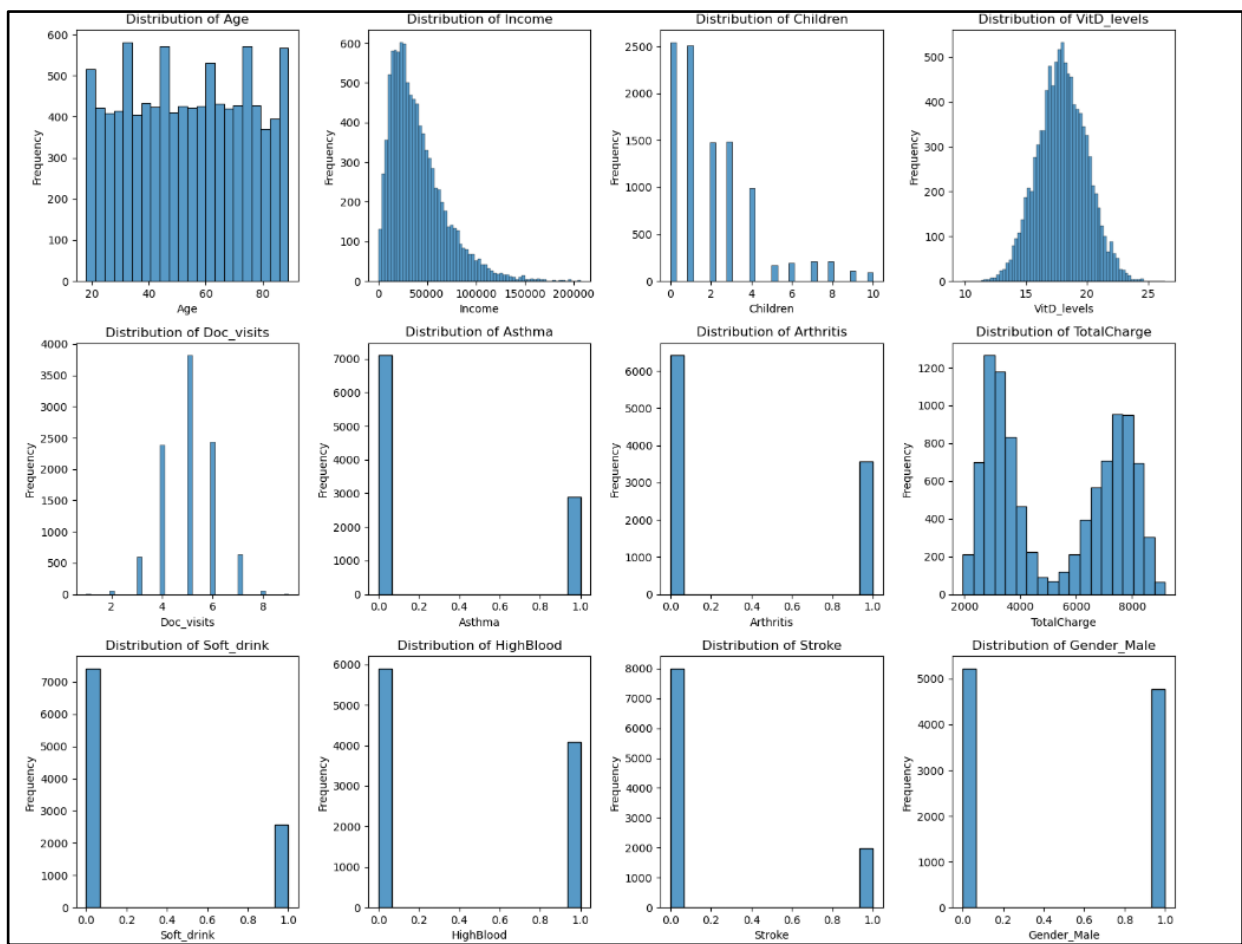 Distribution of Age
600
500
400
300
200
100
0
Frequency
20 40 60 80
Age
Distribution of Income
600
500
400
300
200
100
0
Frequency
0 50000 100000 150000 200000
Income
Distribution of Children
2500
2000
1500
1000
500
0
Frequency
0 2 4 6 8 10
Children
Distribution of VitD_levels
500
400
300
200
100
0
Frequency
10 15 20 25
VitD_levels
Distribution of Doc_visits
4000
3500
3000
2500
2000
1500
1000
500
0
Frequency
2 4 6 8
Doc_visits
Distribution of Asthma
7000
6000
5000
4000
3000
2000
1000
0
Frequency
0.0 0.2 0.4 0.6 0.8 1.0
Asthma
Distribution of Arthritis
6000
5000
4000
3000
2000
1000
0
Frequency
0.0 0.2 0.4 0.6 0.8 1.0
Arthritis
Distribution of TotalCharge
1200
1000
800
600
400
200
0
Frequency
2000 4000 6000 8000
TotalCharge
Distribution of Soft_drink
7000
6000
5000
4000
3000
2000
1000
0
Frequency
0.0 0.2 0.4 0.6 0.8 1.0
Soft_drink
Distribution of HighBlood
6000
5000
4000
3000
2000
1000
0
Frequency
0.0 0.2 0.4 0.6 0.8 1.0
HighBlood
Distribution of Stroke
8000
7000
6000
5000
4000
3000
2000
1000
0
Frequency
0.0 0.2 0.4 0.6 0.8 1.0
Stroke
Distribution of Gender_Male
5000
4000
3000
2000
1000
0
Frequency
0.0 0.2 0.4 0.6 0.8 1.0
Gender_Male